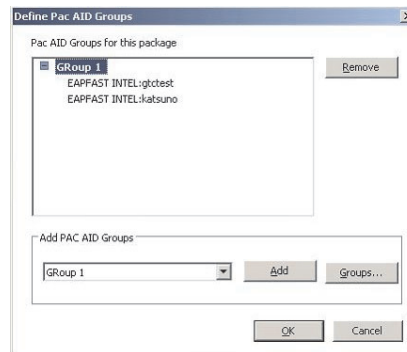 Define Pac AID Groups
Pac AID Groups for this package
GRoup 1
EAPFAST INTEL:gtctest
EAPFAST INTEL:katsuno
Remove
Add PAC AID Groups
GRoup 1
Add
Groups...
OK
Cancel